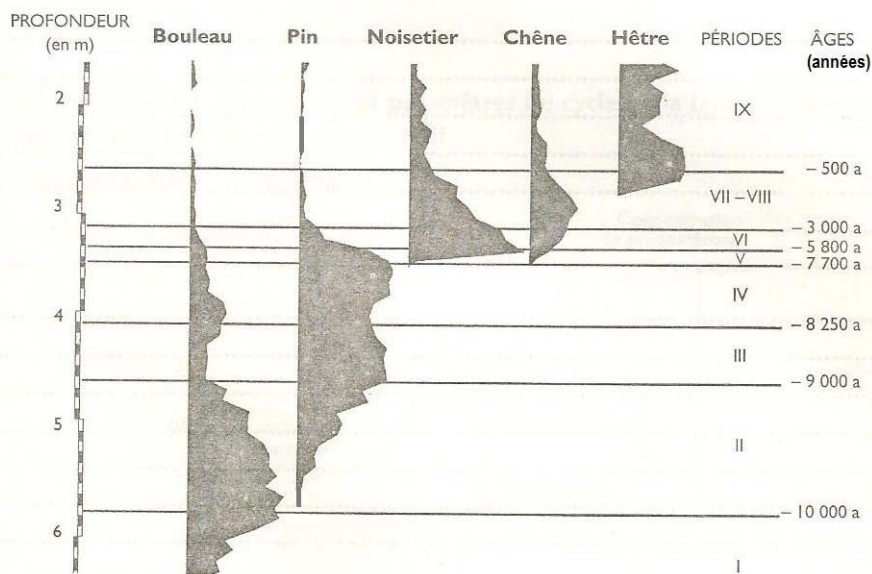 PROFONDEUR
(en m)
Bouleau Pin Noisetier Chêne Hêtre PÉRIODES ÂGES
(années)
2
IX
– 500 a
VII – VIII
3
– 3 000 a
VI
– 5 800 a
V
– 7 700 a
IV
4
– 8 250 a
III
– 9 000 a
5
II
– 10 000 a
6
I